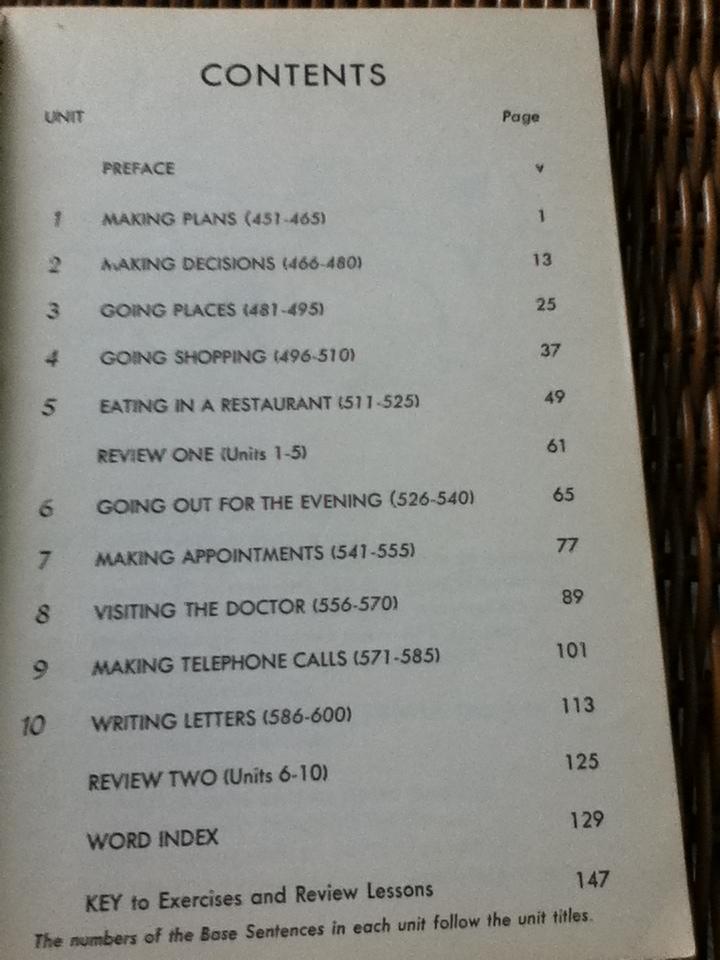 CONTENTS
UNIT Page
PREFACE v
1 MAKING PLANS (451-465) 1
2 MAKING DECISIONS (466-480) 13
3 GOING PLACES (481-495) 25
4 GOING SHOPPING (496-510) 37
5 EATING IN A RESTAURANT (511-525) 49
REVIEW ONE (Units 1-5) 61
6 GOING OUT FOR THE EVENING (526-540) 65
7 MAKING APPOINTMENTS (541-555) 77
8 VISITING THE DOCTOR (556-570) 89
9 MAKING TELEPHONE CALLS (571-585) 101
10 WRITING LETTERS (586-600) 113
REVIEW TWO (Units 6-10) 125
WORD INDEX 129
KEY to Exercises and Review Lessons 147
The numbers of the Base Sentences in each unit follow the unit titles.